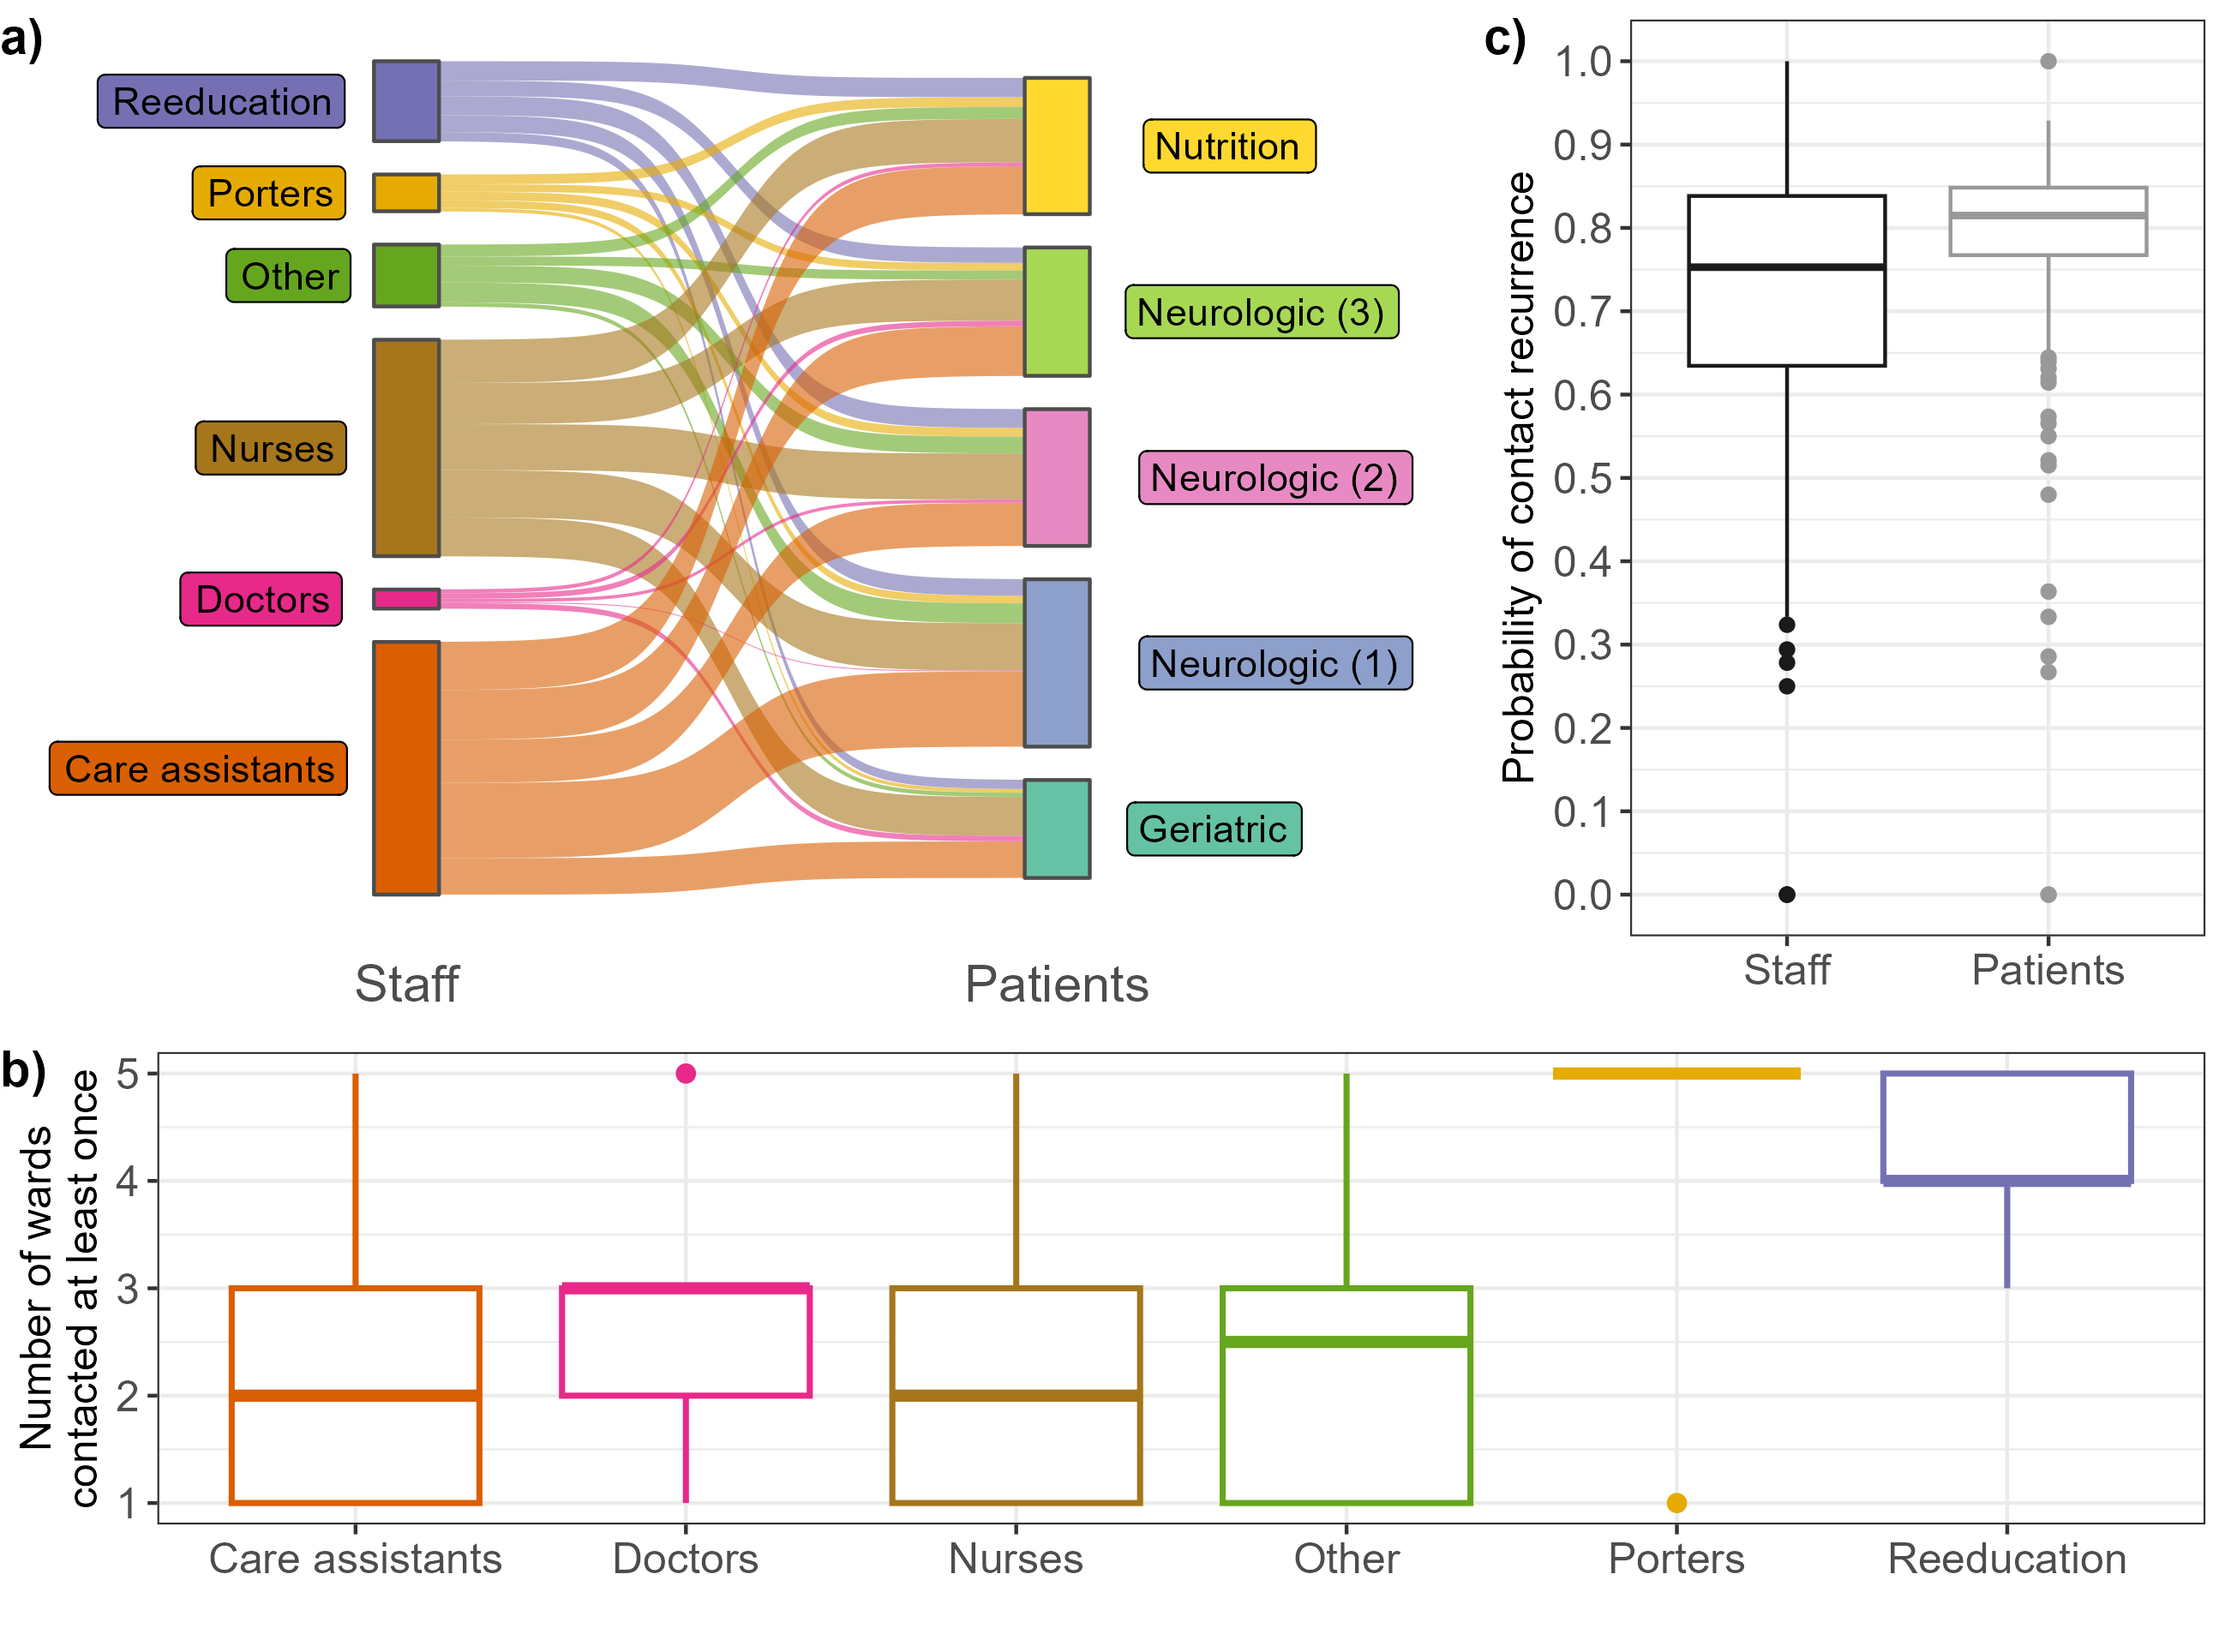 a)
Reeducation
Porters
Other
Nurses
Doctors
Care assistants
Nutrition
Neurologic (3)
Neurologic (2)
Neurologic (1)
Geriatric
Staff
Patients
c)
Probability of contact recurrence
1.0
0.9
0.8
0.7
0.6
0.5
0.4
0.3
0.2
0.1
0.0
Staff
Patients
b)
Number of wards
contacted at least once
5
4
3
2
1
Care assistants
Doctors
Nurses
Other
Porters
Reeducation